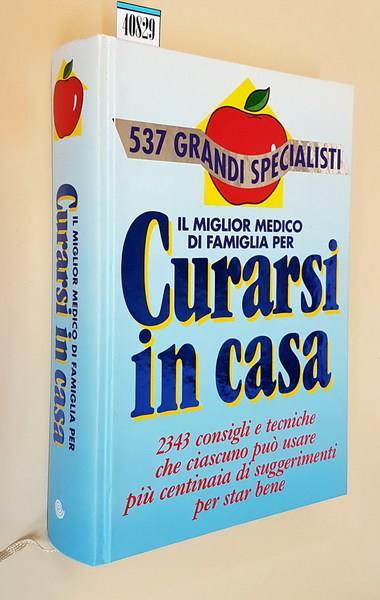 40829
537 GRANDI SPECIALISTI
IL MIGLIOR MEDICO
DI FAMIGLIA PER
Curarsi
in casa
2343 consigli e tecniche
che ciascuno può usare
più centinaia di suggerimenti
per star bene
IL MIGLIOR MEDICO DI FAMIGLIA PER
Curarsi in casa